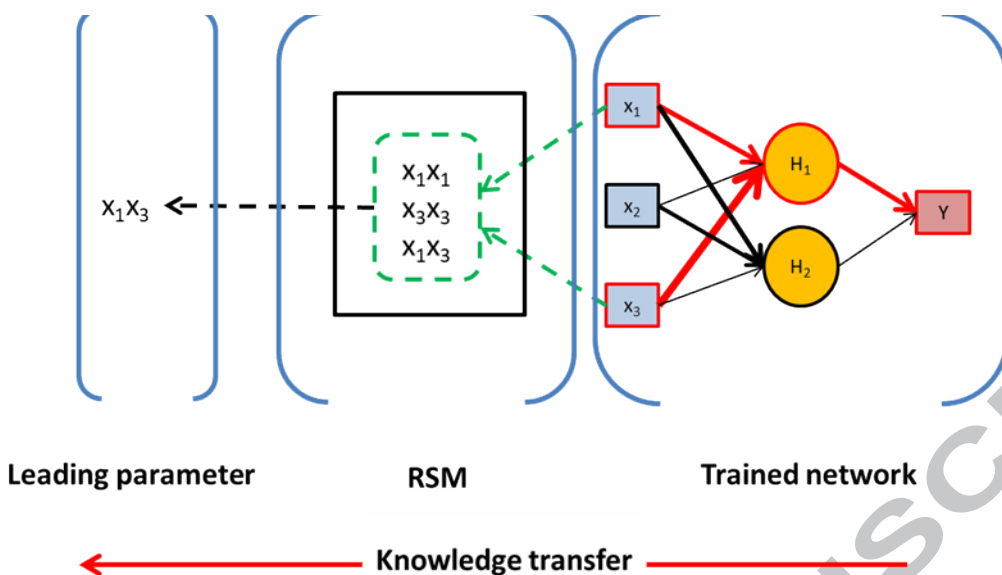 x₁
x₁x₁
H₁
x₁x₃
x₃x₃
x₂
Y
x₁x₃
H₂
x₃
Leading parameter
RSM
Trained network
Knowledge transfer